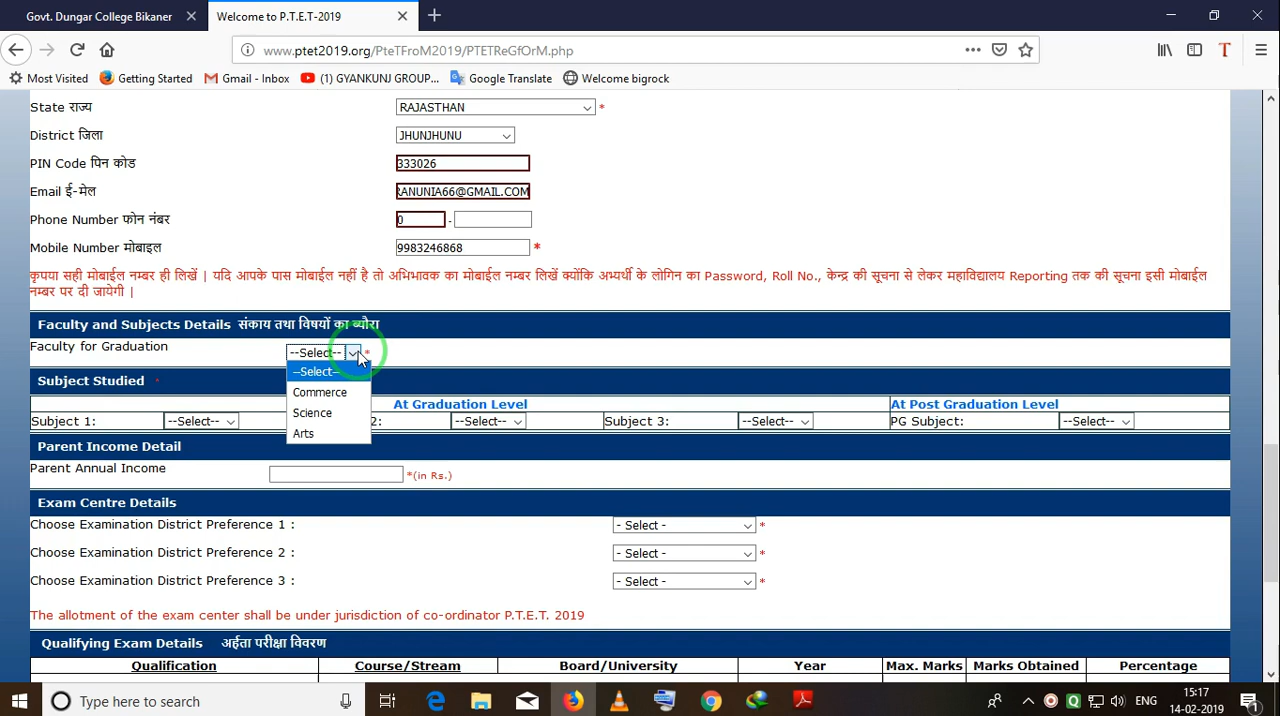 Govt. Dungar College Bikaner
Welcome to P.T.E.T-2019
www.ptet2019.org/PteTFroM2019/PTETReGfOrM.php
Most Visited Getting Started Gmail - Inbox (1) GYANKUNJ GROUP... Google Translate Welcome bigrock
State राज्य RAJASTHAN *
District जिला JHUNJHUNU
PIN Code पिन कोड 333026
Email ई-मेल RANUNIA66@GMAIL.COM
Phone Number फोन नंबर 0 -
Mobile Number मोबाइल 9983246868 *
कृपया सही मोबाईल नम्बर ही लिखें | यदि आपके पास मोबाईल नहीं है तो अभिभावक का मोबाईल नम्बर लिखें क्योंकि अभ्यर्थी के लोगिन का Password, Roll No., केन्द्र की सूचना से लेकर महाविद्यालय Reporting तक की सूचना इसी मोबाईल
नम्बर पर दी जायेगी |
Faculty and Subjects Details संकाय तथा विषयों का ब्यौरा
Faculty for Graduation --Select-- *
--Select--
Commerce
Science
Arts
Subject Studied *
At Graduation Level At Post Graduation Level
Subject 1: --Select-- 2: --Select-- Subject 3: --Select-- PG Subject: --Select--
Parent Income Detail
Parent Annual Income *(in Rs.)
Exam Centre Details
Choose Examination District Preference 1 : - Select - *
Choose Examination District Preference 2 : - Select - *
Choose Examination District Preference 3 : - Select - *
The allotment of the exam center shall be under jurisdiction of co-ordinator P.T.E.T. 2019
Qualifying Exam Details अर्हता परीक्षा विवरण
Qualification Course/Stream Board/University Year Max. Marks Marks Obtained Percentage
Type here to search
ENG
15:17
14-02-2019
1